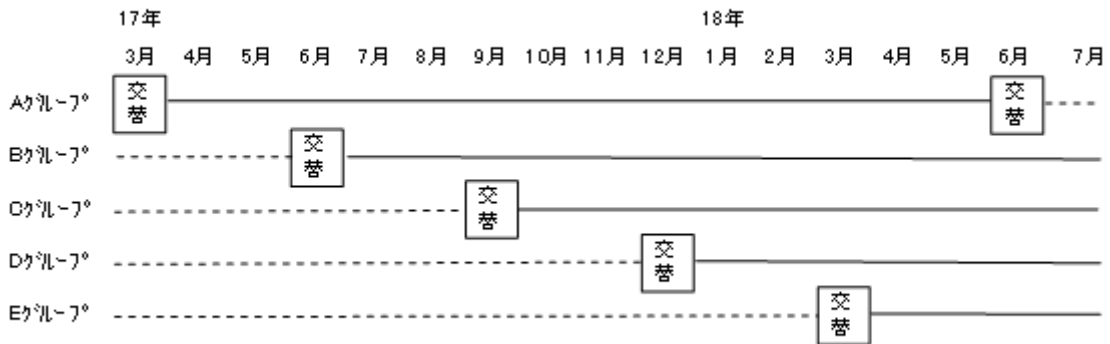 17年 18年
3月 4月 5月 6月 7月 8月 9月 10月 11月 12月 1月 2月 3月 4月 5月 6月 7月
Aｸﾞﾙｰﾌﾟ 交替 交替
Bｸﾞﾙｰﾌﾟ 交替
Cｸﾞﾙｰﾌﾟ 交替
Dｸﾞﾙｰﾌﾟ 交替
Eｸﾞﾙｰﾌﾟ 交替